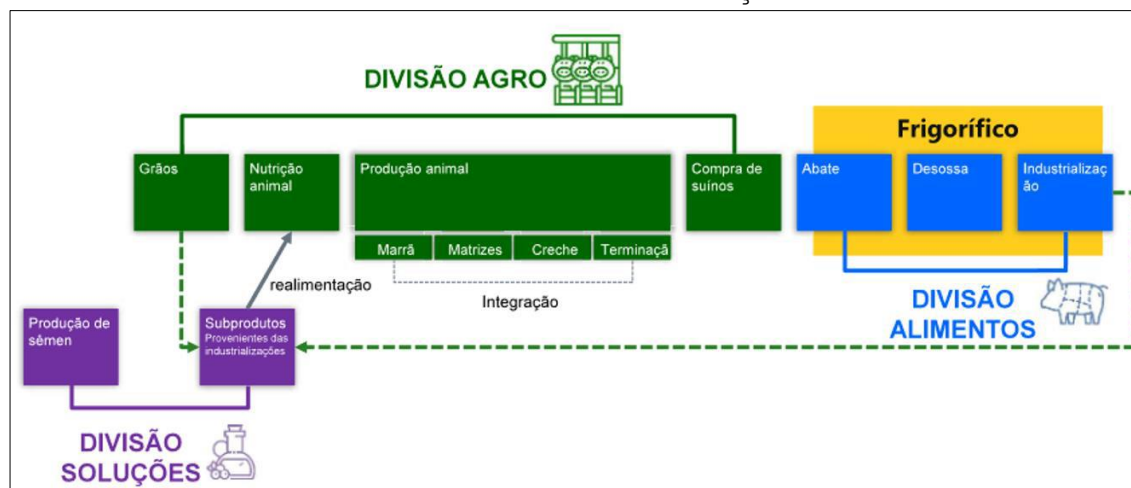 DIVISÃO AGRO
Frigorífico
Grãos
Nutrição
animal
Produção animal
Compra de
suínos
Abate
Desossa
Industrializaç
ão
Marrã
Matrizes
Creche
Terminaçã
realimentação
Integração
Produção de
sêmen
Subprodutos
Provenientes das
industrializações
DIVISÃO
ALIMENTOS
DIVISÃO
SOLUÇÕES